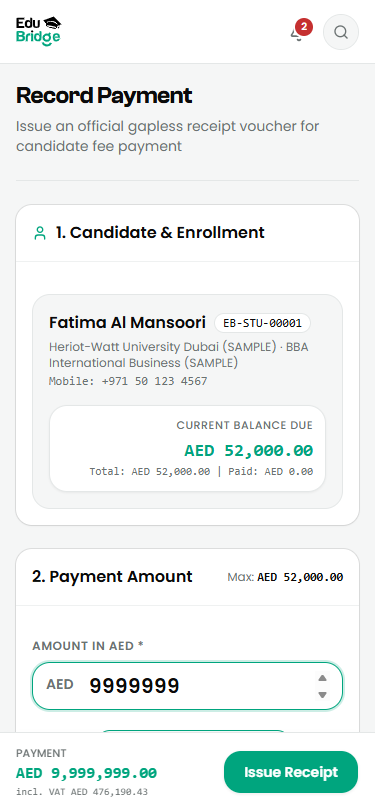 Edu
Bridge
2
Record Payment
Issue an official gapless receipt voucher for
candidate fee payment
1. Candidate & Enrollment
Fatima Al Mansoori EB-STU-00001
Heriot-Watt University Dubai (SAMPLE) · BBA
International Business (SAMPLE)
Mobile: +971 50 123 4567
CURRENT BALANCE DUE
AED 52,000.00
Total: AED 52,000.00 | Paid: AED 0.00
2. Payment Amount Max: AED 52,000.00
AMOUNT IN AED *
AED 9999999
PAYMENT
AED 9,999,999.00
incl. VAT AED 476,190.43
Issue Receipt